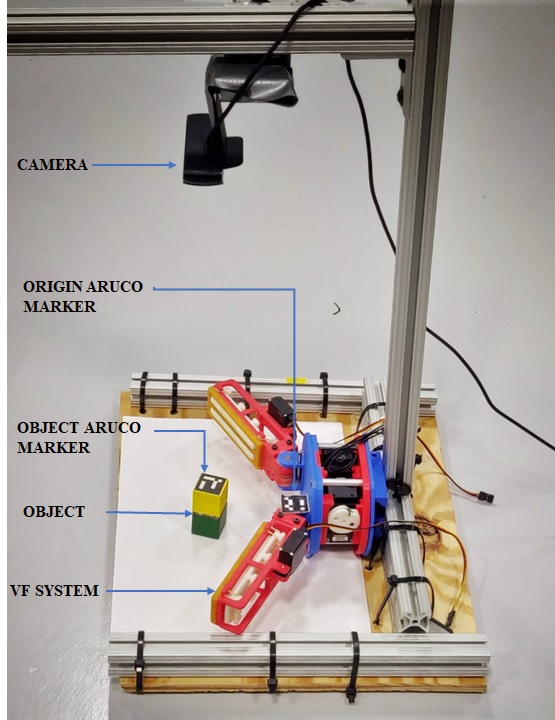 CAMERA
ORIGIN ARUCO
MARKER
OBJECT ARUCO
MARKER
OBJECT
VF SYSTEM